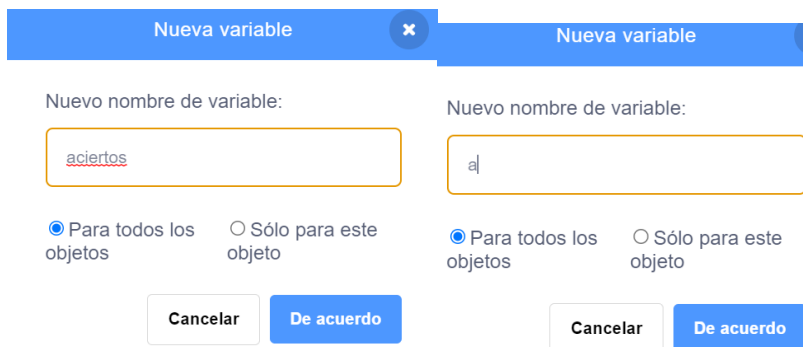 Nueva variable
Nuevo nombre de variable:
aciertos
Para todos los objetos
Sólo para este objeto
Cancelar
De acuerdo
Nueva variable
Nuevo nombre de variable:
a
Para todos los objetos
Sólo para este objeto
Cancelar
De acuerdo